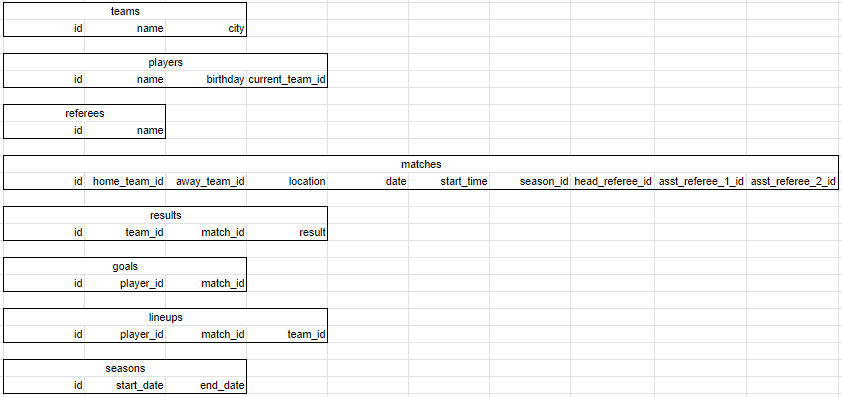 teams
id name city
players
id name birthday current_team_id
referees
id name
matches
id home_team_id away_team_id location date start_time season_id head_referee_id asst_referee_1_id asst_referee_2_id
results
id team_id match_id result
goals
id player_id match_id
lineups
id player_id match_id team_id
seasons
id start_date end_date